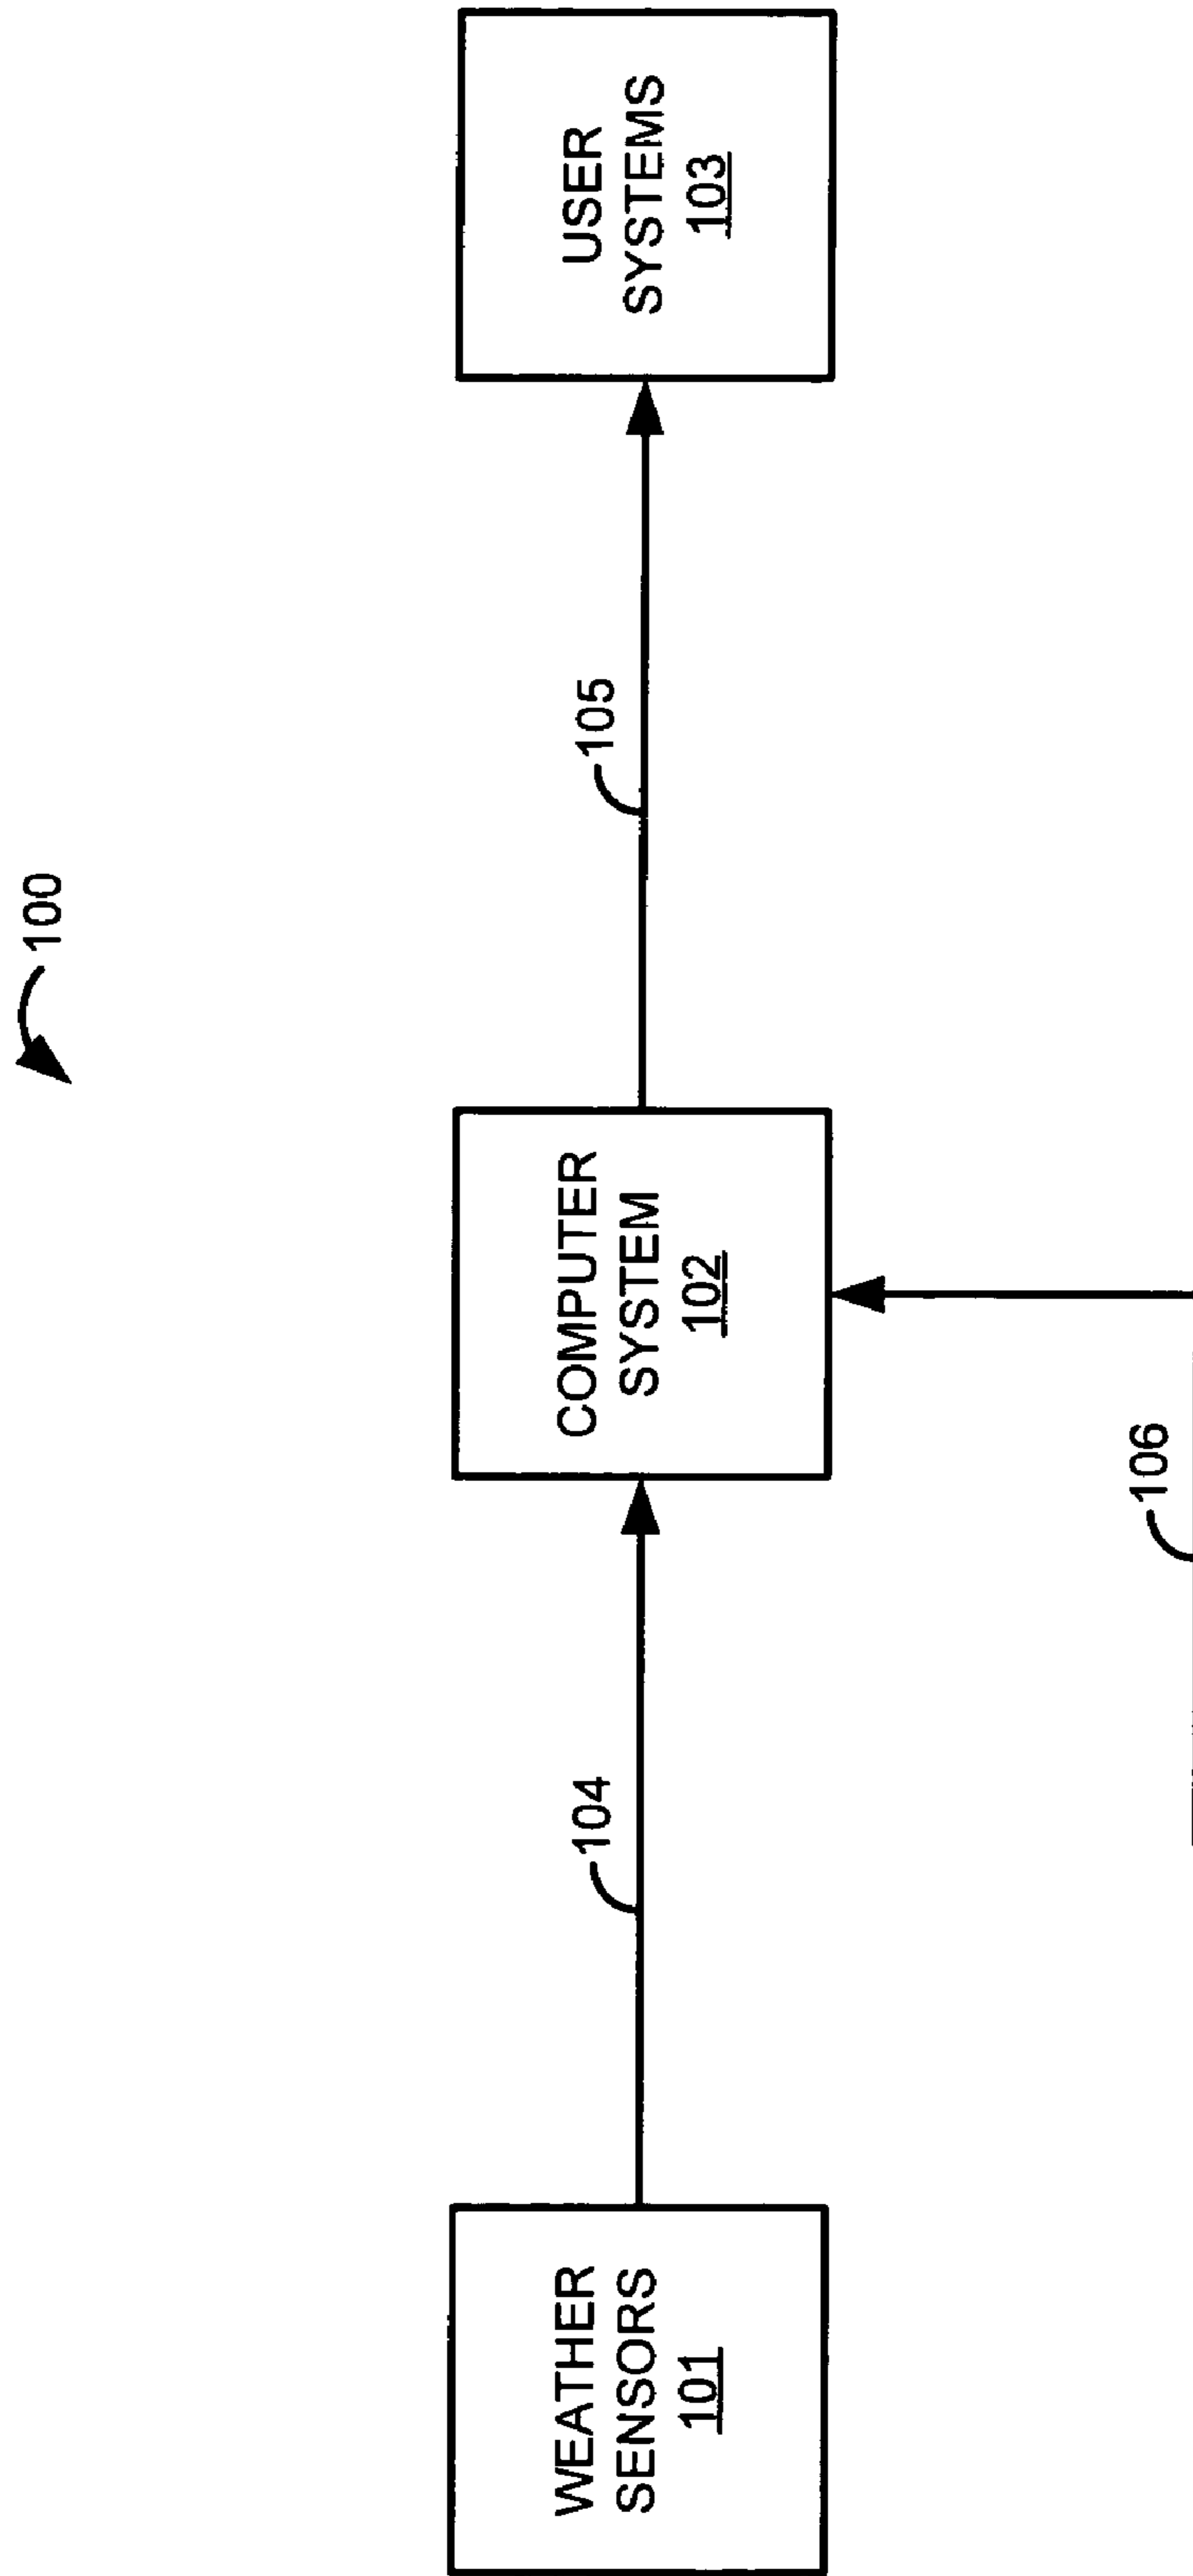 100
WEATHER
SENSORS
101
104
COMPUTER
SYSTEM
102
105
USER
SYSTEMS
103
106